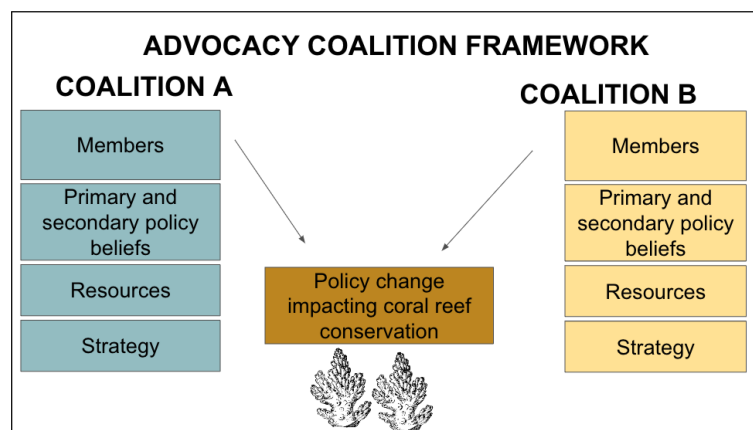 ADVOCACY COALITION FRAMEWORK
COALITION A
Members
Primary and
secondary policy
beliefs
Resources
Strategy
Policy change
impacting coral reef
conservation
COALITION B
Members
Primary and
secondary policy
beliefs
Resources
Strategy